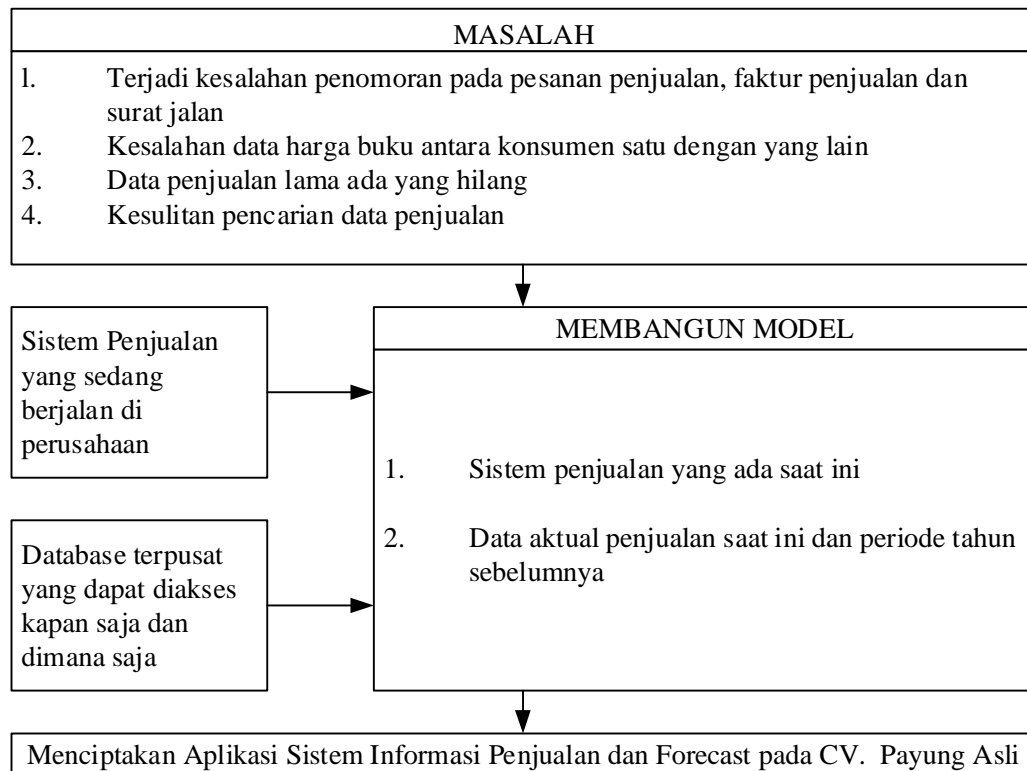 MASALAH
1. Terjadi kesalahan penomoran pada pesanan penjualan, faktur penjualan dan
surat jalan
2. Kesalahan data harga buku antara konsumen satu dengan yang lain
3. Data penjualan lama ada yang hilang
4. Kesulitan pencarian data penjualan
Sistem Penjualan
yang sedang
berjalan di
perusahaan
Database terpusat
yang dapat diakses
kapan saja dan
dimana saja
MEMBANGUN MODEL
1. Sistem penjualan yang ada saat ini
2. Data aktual penjualan saat ini dan periode tahun
sebelumnya
Menciptakan Aplikasi Sistem Informasi Penjualan dan Forecast pada CV. Payung Asli